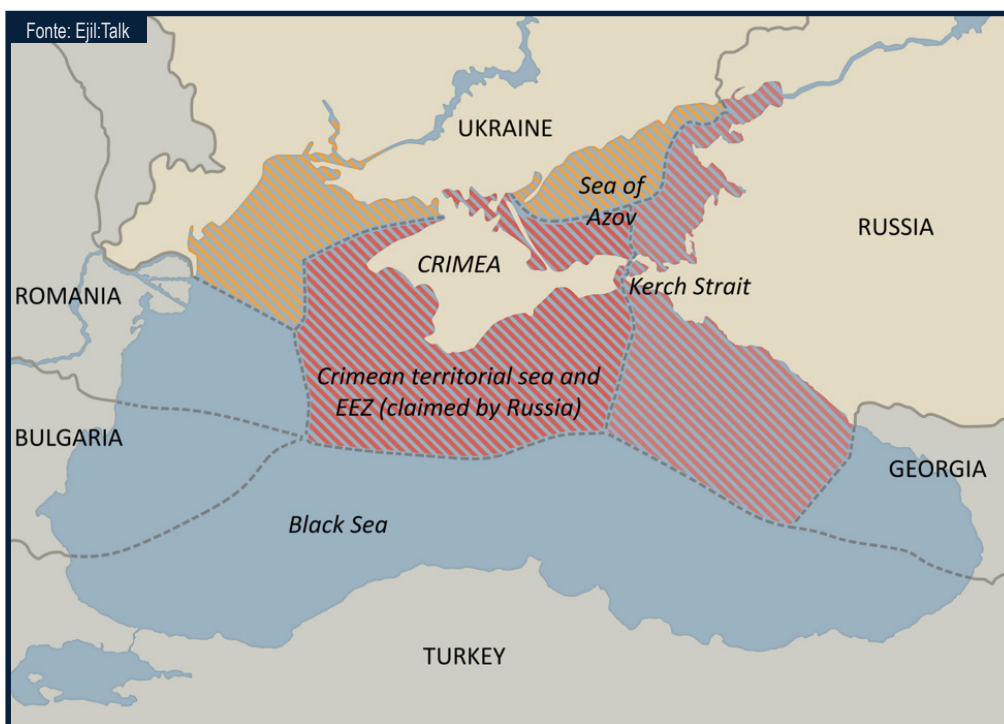 Fonte: Ejil:Talk
UKRAINE
Sea of
Azov
RUSSIA
CRIMEA
Kerch Strait
ROMANIA
Crimean territorial sea and
EEZ (claimed by Russia)
BULGARIA
GEORGIA
Black Sea
TURKEY